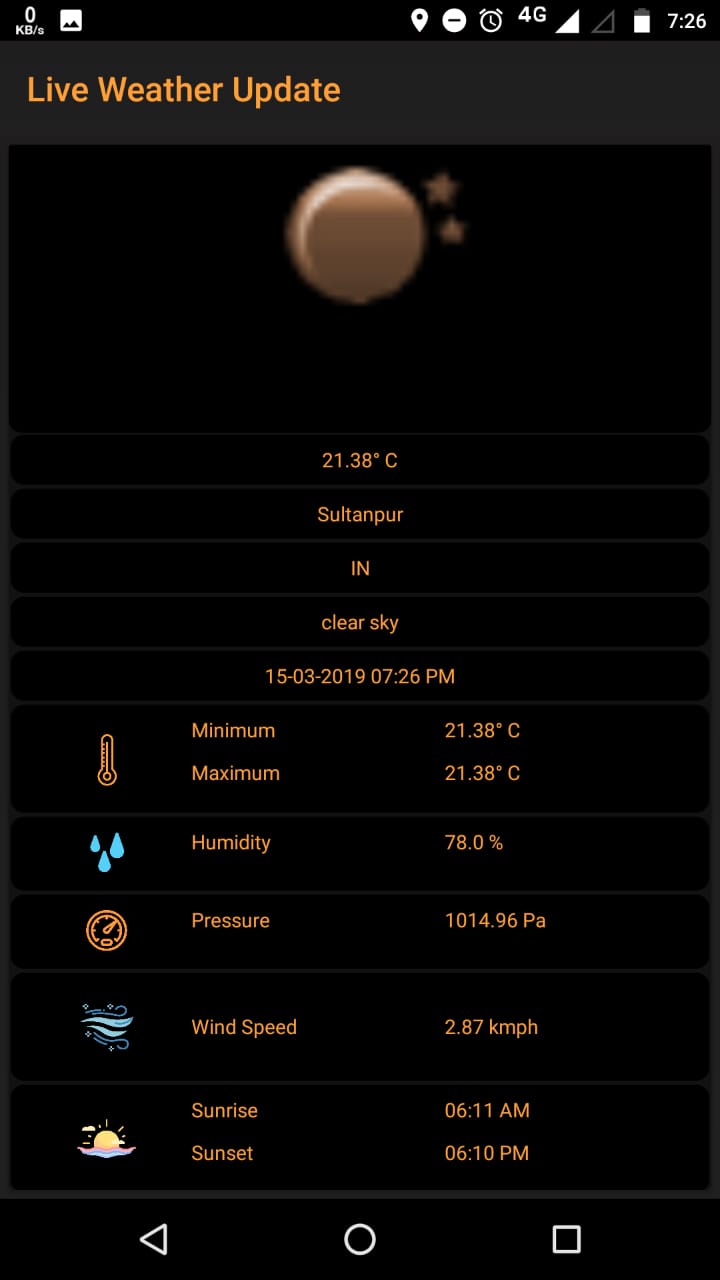 0
KB/s
4G
7:26
Live Weather Update
21.38° C
Sultanpur
IN
clear sky
15-03-2019 07:26 PM
Minimum 21.38° C
Maximum 21.38° C
Humidity 78.0 %
Pressure 1014.96 Pa
Wind Speed 2.87 kmph
Sunrise 06:11 AM
Sunset 06:10 PM